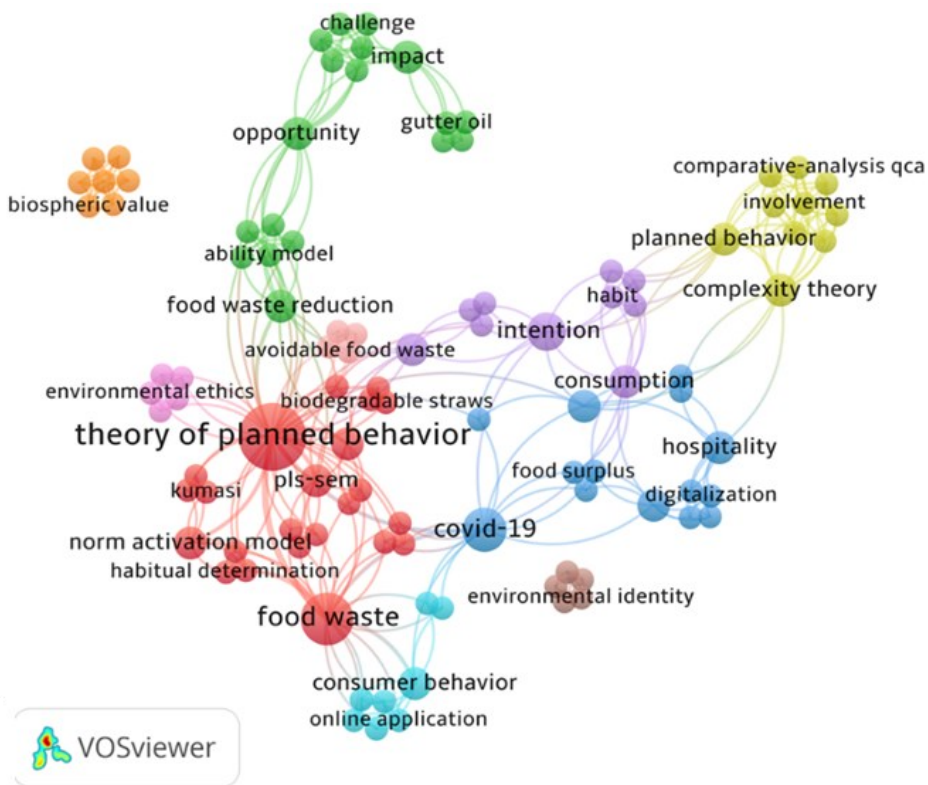 challenge
impact
gutter oil
opportunity
comparative-analysis qca
involvement
biospheric value
planned behavior
ability model
complexity theory
habit
food waste reduction
intention
avoidable food waste
consumption
environmental ethics
biodegradable straws
theory of planned behavior
hospitality
food surplus
pls-sem
kumasi
digitalization
covid-19
norm activation model
habitual determination
environmental identity
food waste
consumer behavior
online application
VOSviewer